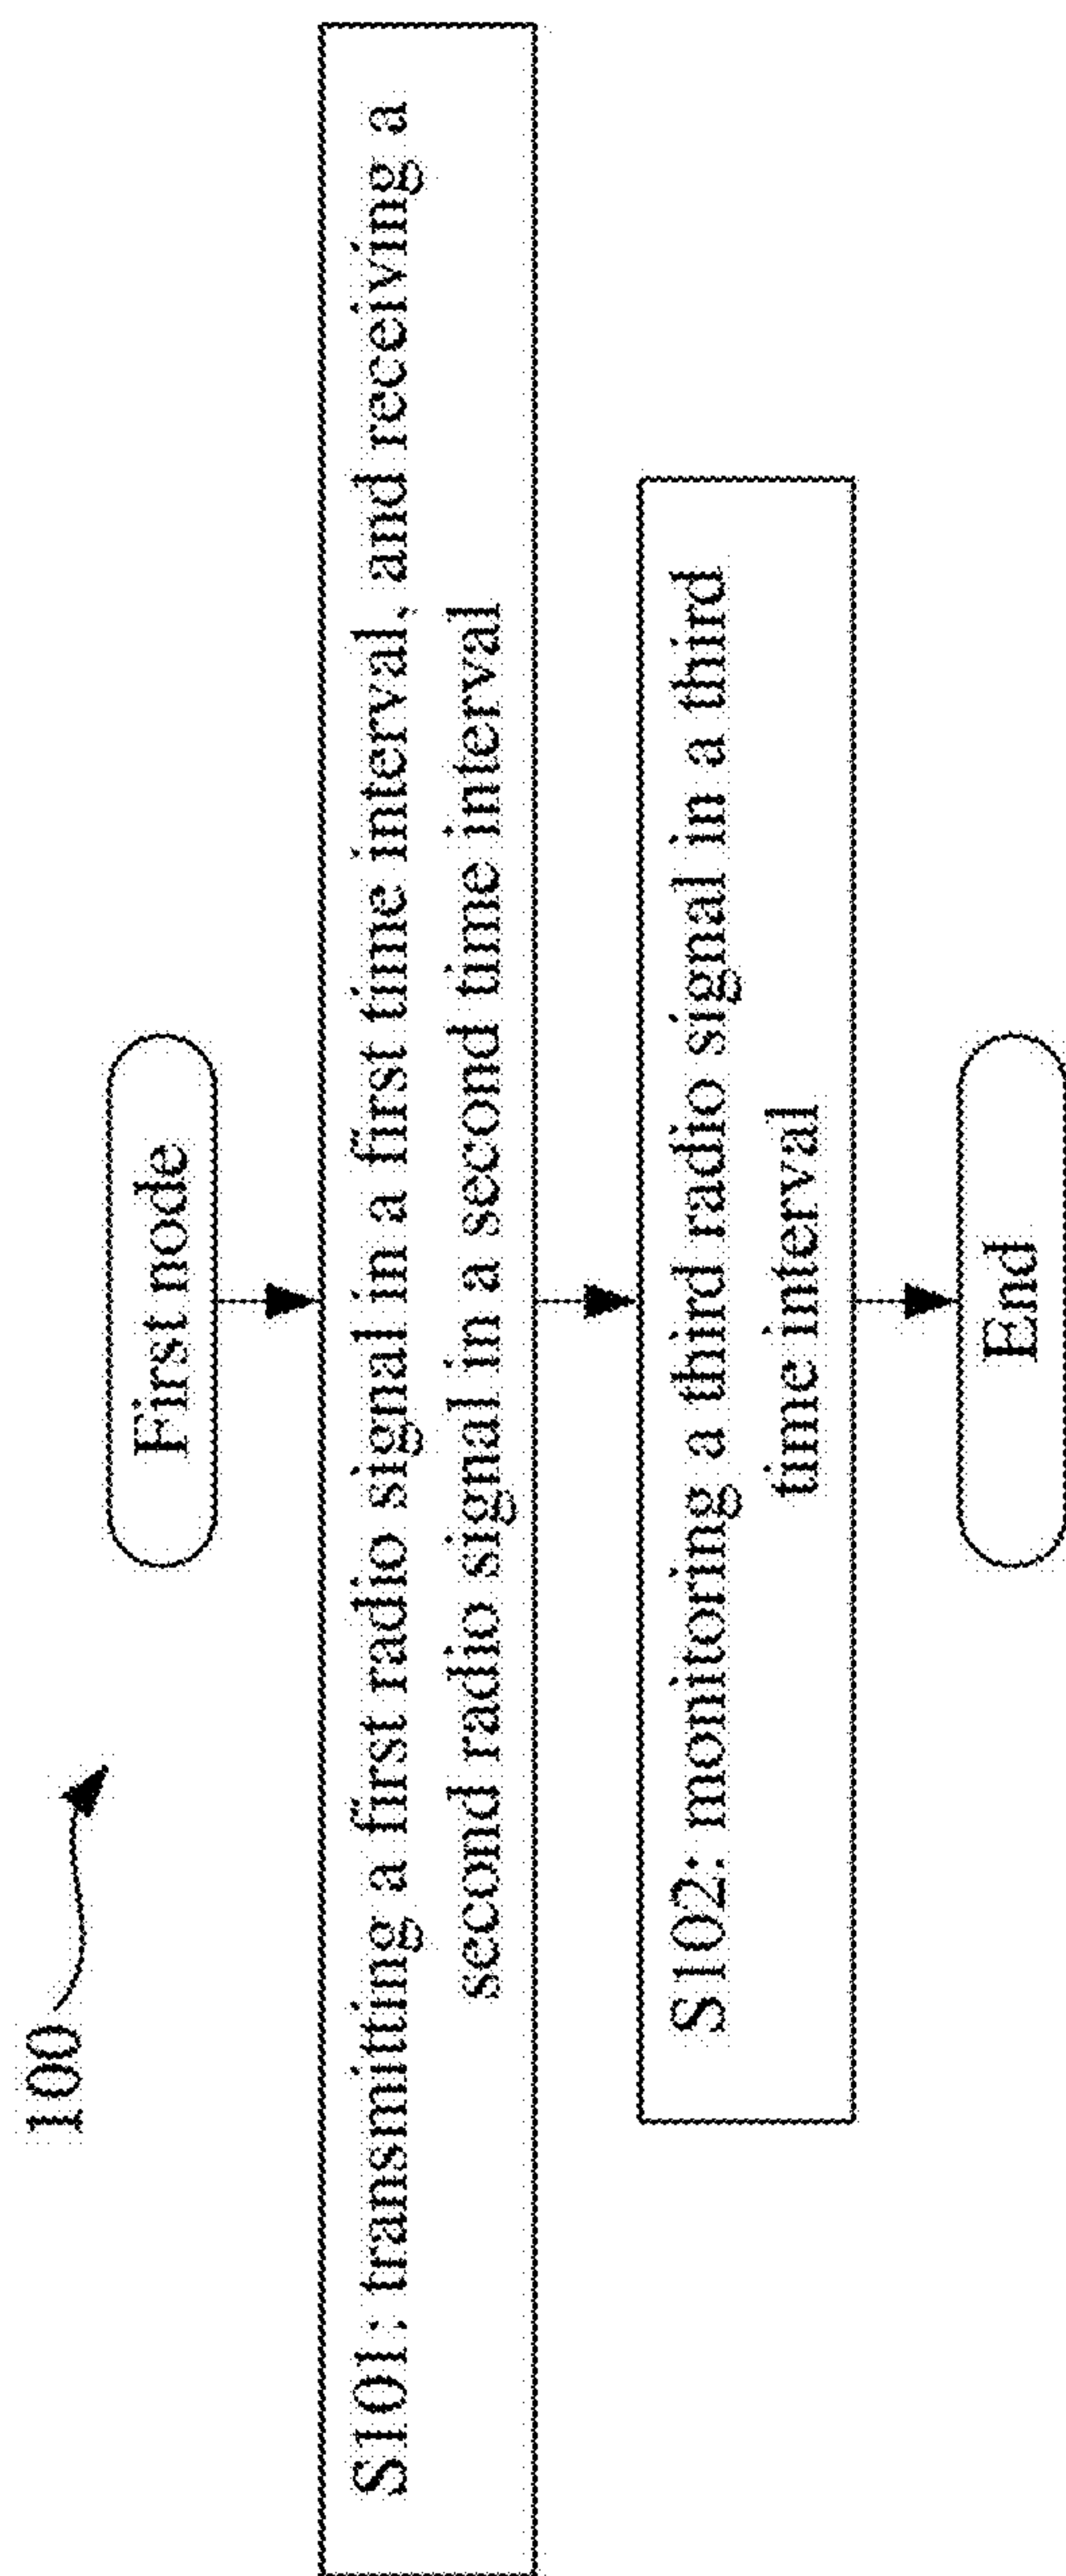 100
First node
S101: transmitting a first radio signal in a first time interval, and receiving a
second radio signal in a second time interval
S102: monitoring a third radio signal in a third
time interval
End